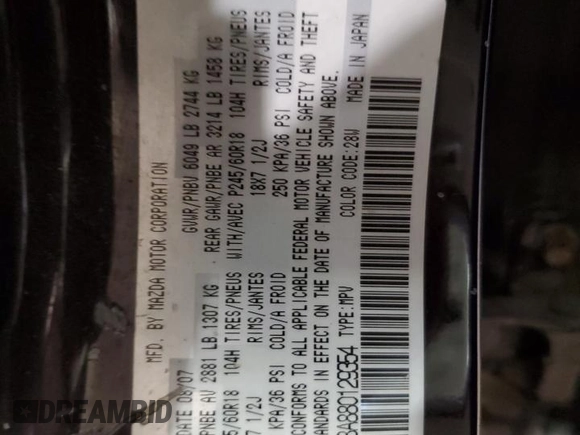 MFD. BY MAZDA MOTOR CORPORATION
DATE 08/07 GVWR/PNBV 6049 LB 2744 KG
PNBE AV 2881 LB 1307 KG . REAR GAWR/PNBE AR 3214 LB 1458 KG
5/60R18 104H TIRES/PNEUS WITH/AVEC P245/60R18 104H TIRES/PNEUS
7 1/2J RIMS/JANTES 18X7 1/2J RIMS/JANTES
KPA/36 PSI COLD/A FROID 250 KPA/36 PSI COLD/A FROID
CONFORMS TO ALL APPLICABLE FEDERAL MOTOR VEHICLE SAFETY AND THEFT
STANDARDS IN EFFECT ON THE DATE OF MANUFACTURE SHOWN ABOVE.
3A880129354 TYPE:MPV COLOR CODE:28W MADE IN JAPAN
DREAMBID
.com